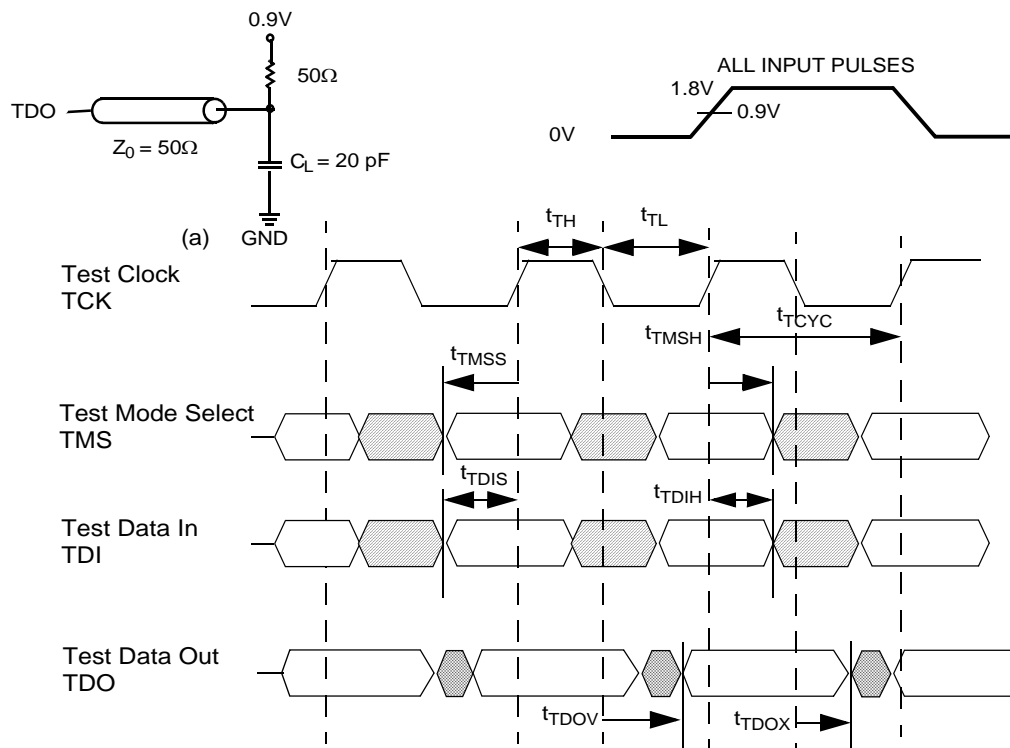 0.9V
50Ω
TDO
Z0 = 50Ω
CL = 20 pF
(a)
GND
ALL INPUT PULSES
1.8V
0.9V
0V
tTH
tTL
Test Clock
TCK
tTMSH
tTCYC
tTMSS
Test Mode Select
TMS
tTDIS
tTDIH
Test Data In
TDI
Test Data Out
TDO
tTDOV
tTDOX